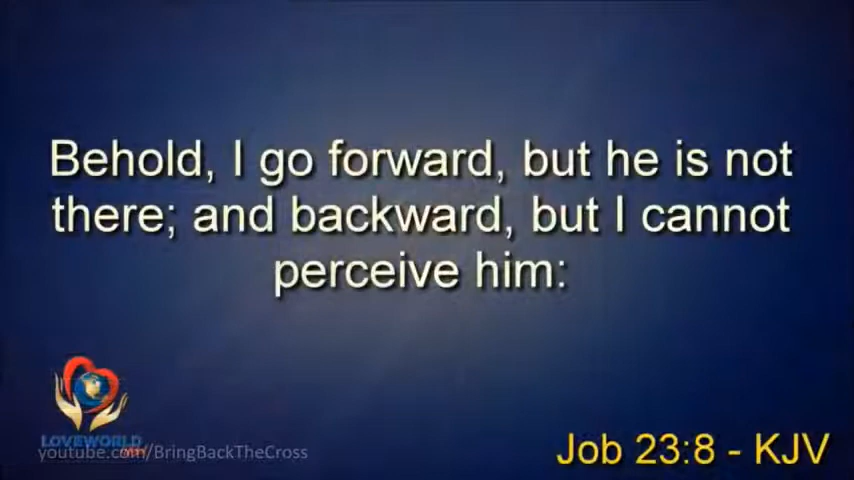 Behold, I go forward, but he is not
there; and backward, but I cannot
perceive him:
LOVEWORLD
youtube.com/BringBackTheCross
Job 23:8 - KJV